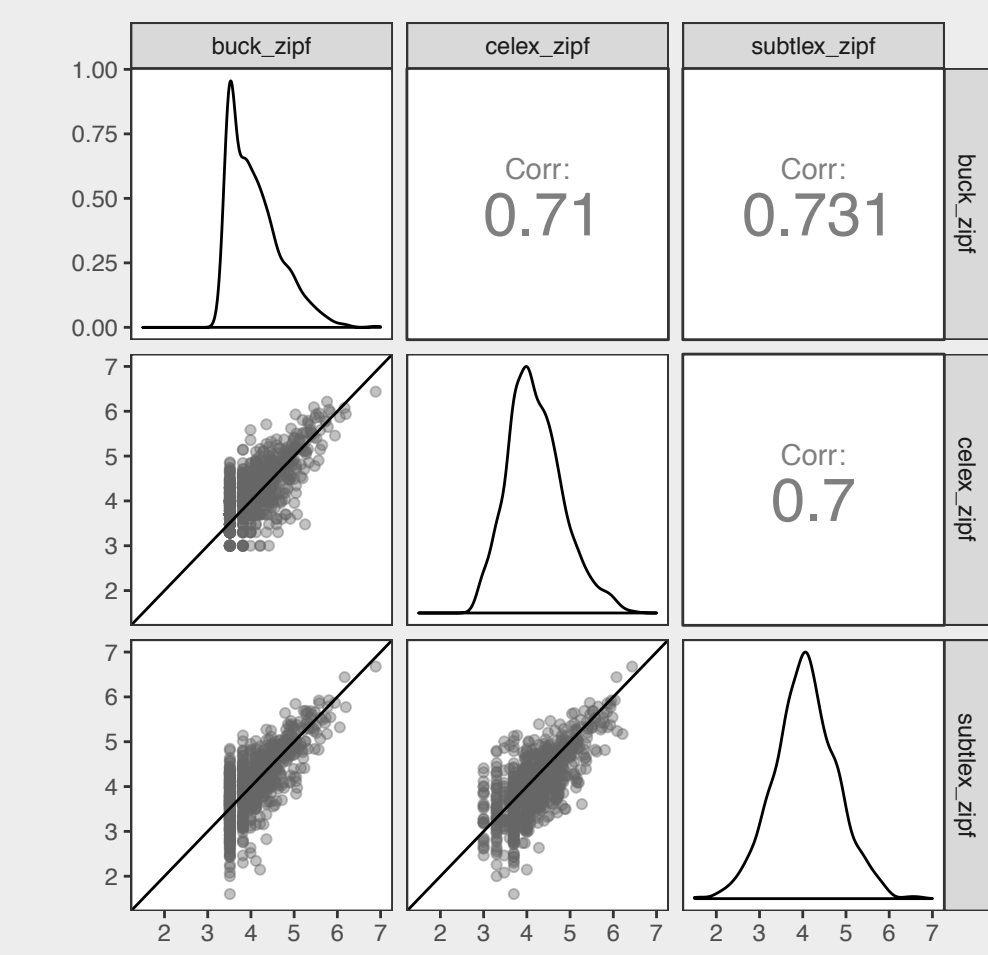 buck_zipf celex_zipf subtlex_zipf
1.00
0.75
0.50
0.25
0.00
Corr:
0.71
Corr:
0.731
buck_zipf
7
6
5
4
3
2
Corr:
0.7
celex_zipf
7
6
5
4
3
2
subtlex_zipf
2 3 4 5 6 7 2 3 4 5 6 7 2 3 4 5 6 7